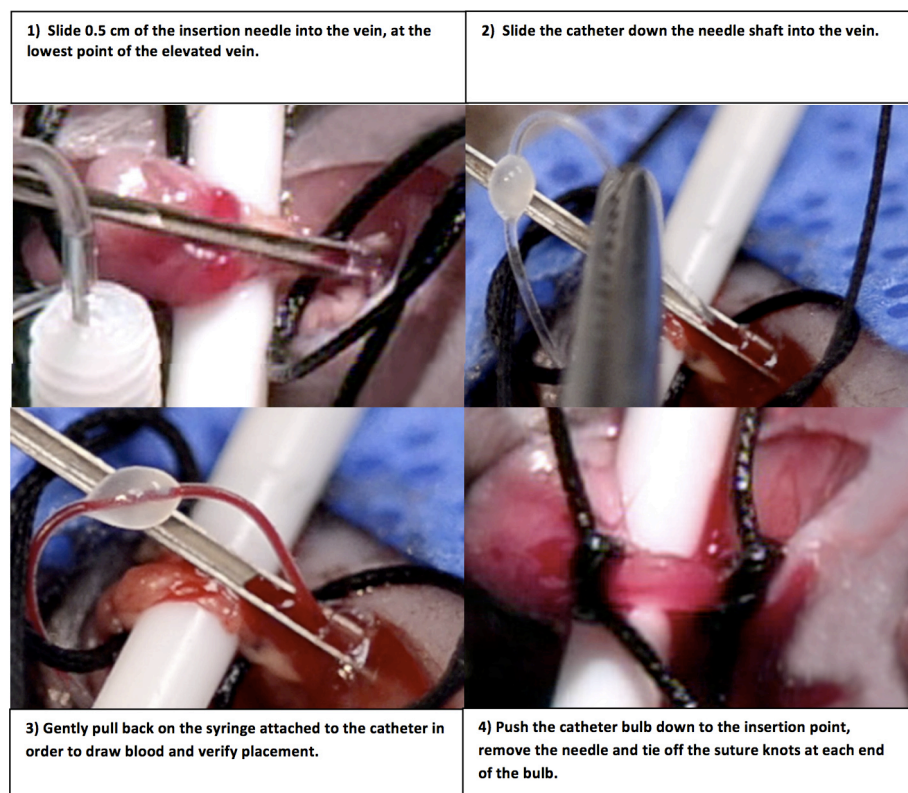 1) Slide 0.5 cm of the insertion needle into the vein, at the
lowest point of the elevated vein.
2) Slide the catheter down the needle shaft into the vein.
3) Gently pull back on the syringe attached to the catheter in
order to draw blood and verify placement.
4) Push the catheter bulb down to the insertion point,
remove the needle and tie off the suture knots at each end
of the bulb.